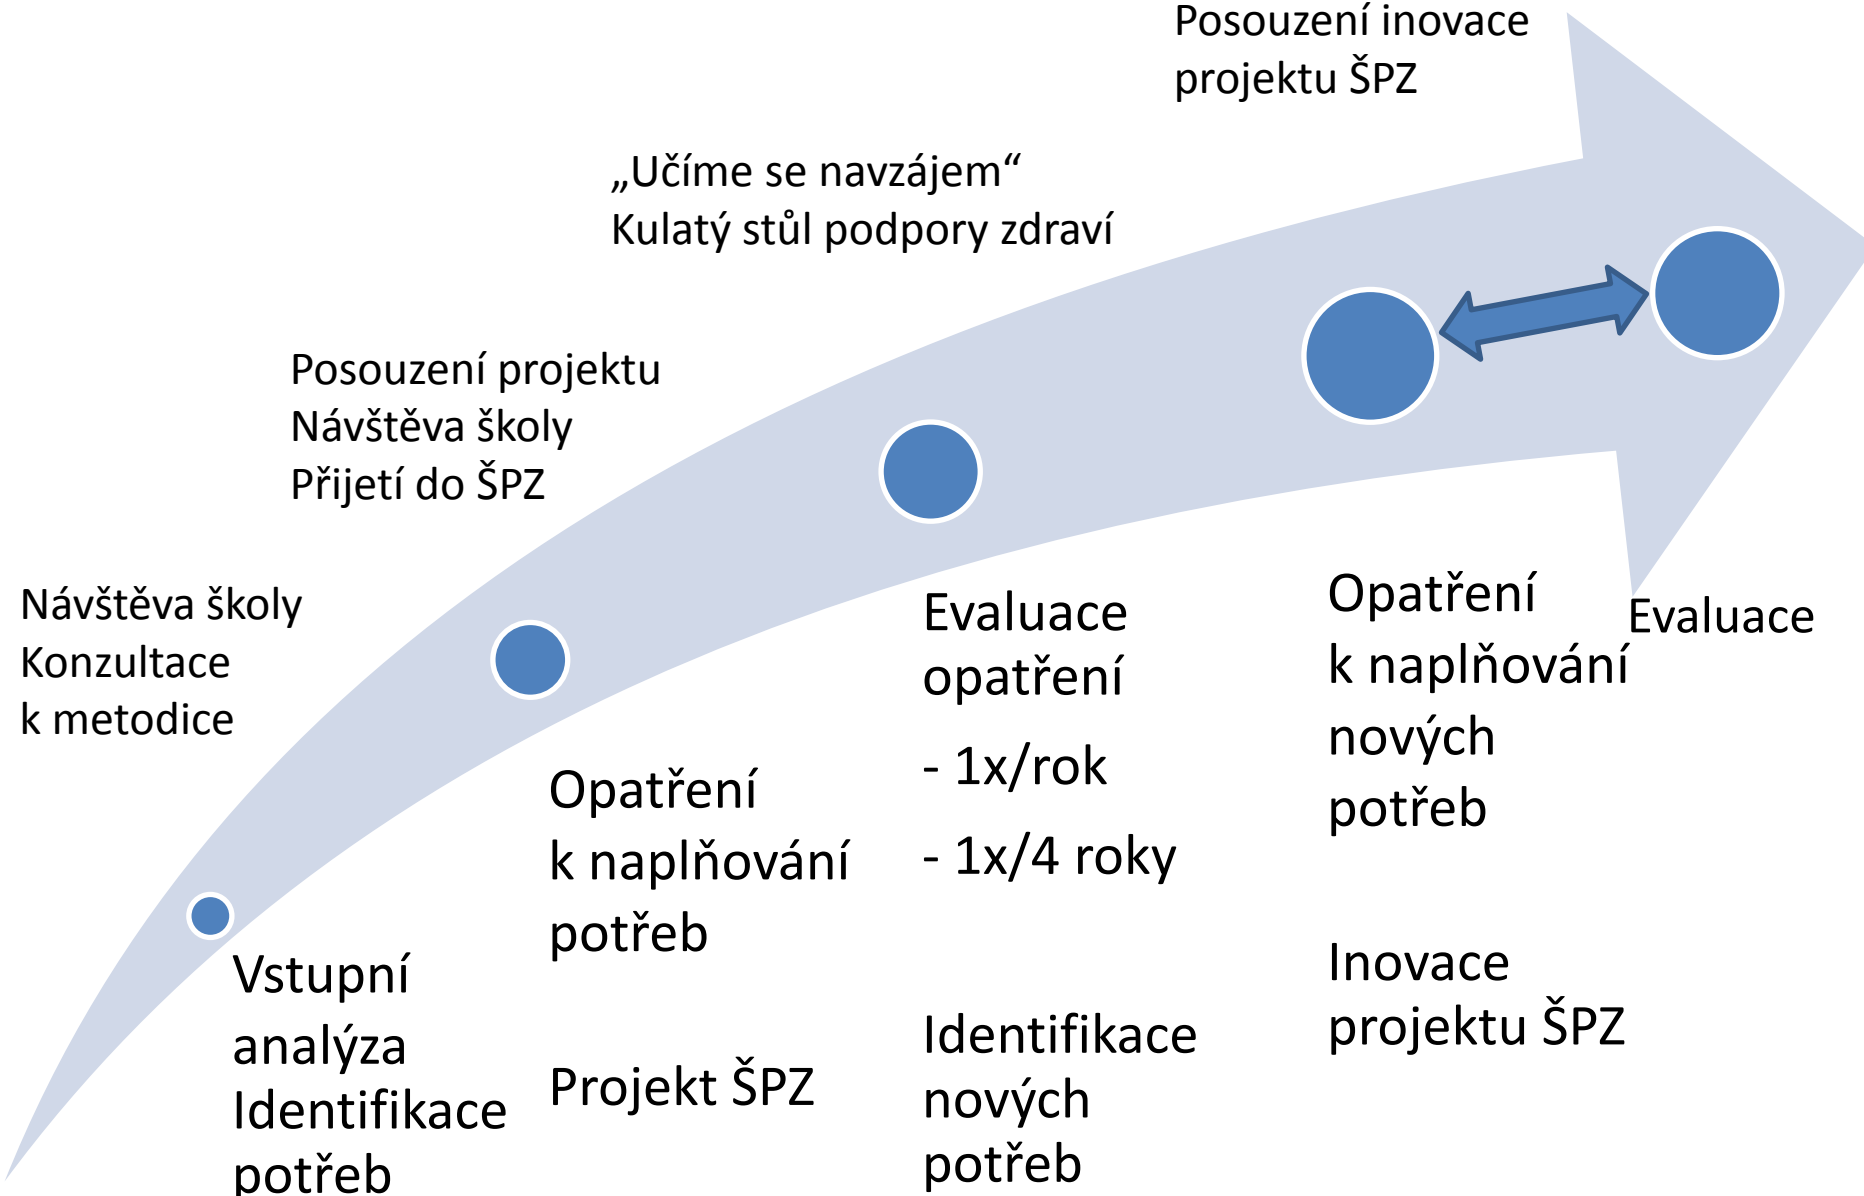 Posouzení inovace
projektu ŠPZ
„Učíme se navzájem“
Kulatý stůl podpory zdraví
Posouzení projektu
Návštěva školy
Přijetí do ŠPZ
Návštěva školy
Konzultace
k metodice
Vstupní
analýza
Identifikace
potřeb
Opatření
k naplňování
potřeb
Projekt ŠPZ
Evaluace
opatření
- 1x/rok
- 1x/4 roky
Identifikace
nových
potřeb
Opatření
k naplňování
nových
potřeb
Inovace
projektu ŠPZ
Evaluace